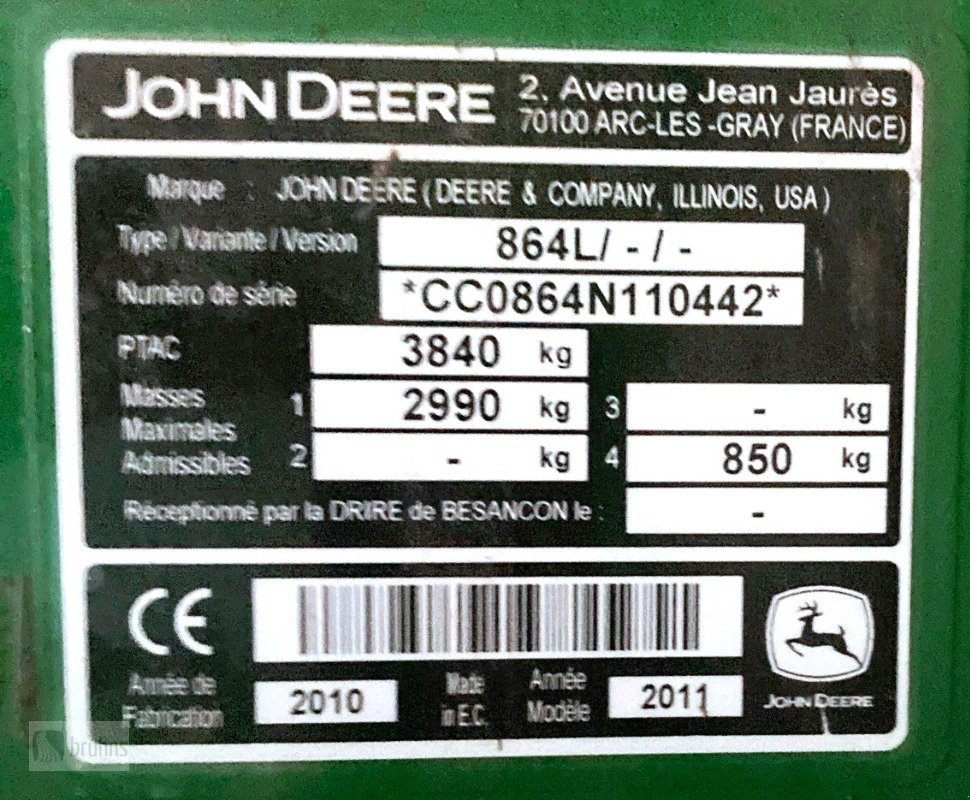 JOHN DEERE 2. Avenue Jean Jaurès
70100 ARC-LES-GRAY (FRANCE)
Marque : JOHN DEERE ( DEERE & COMPANY, ILLINOIS, USA )
Type / Variante / Version 864L/ - / -
Numéro de série *CC0864N110442*
PTAC 3840 kg
Masses 1 2990 kg 3 - kg
Maximales
Admissibles 2 - kg 4 850 kg
Réceptionné par la DRIRE de BESANCON le : -
CE
Année de Fabrication 2010 Made in E.C. Année Modèle 2011
JOHN DEERE
bruhns